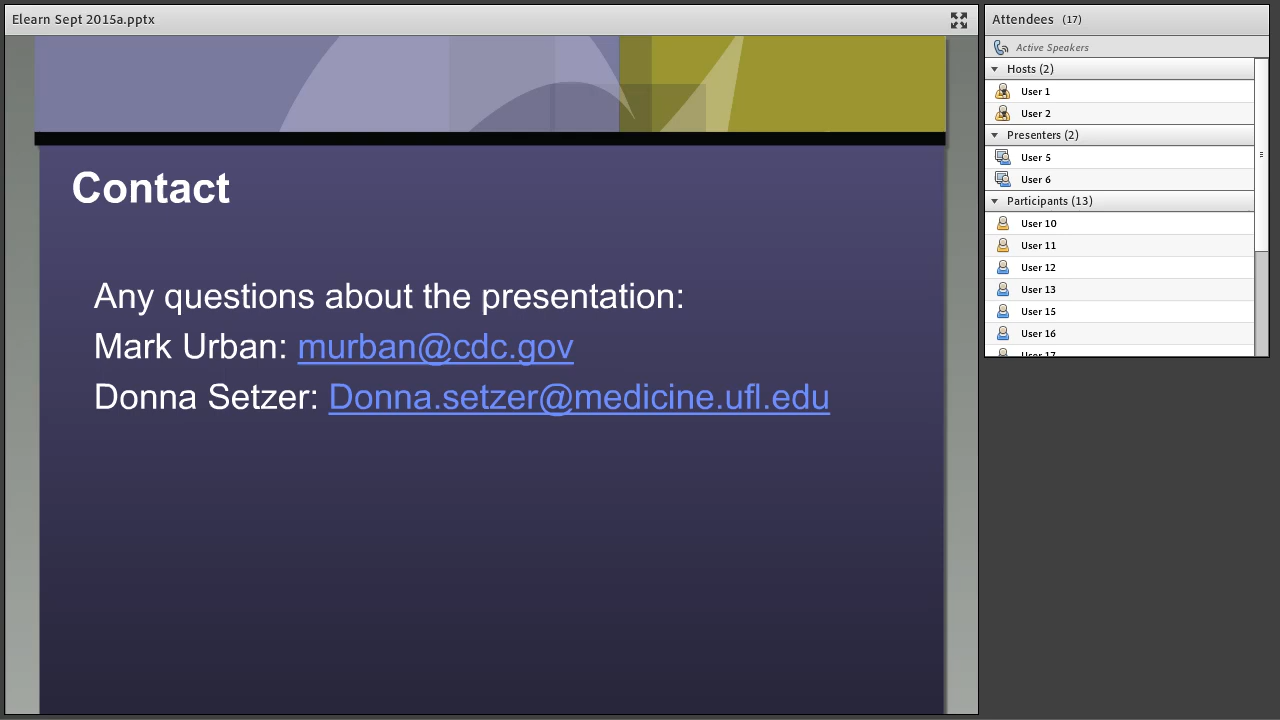 Elearn Sept 2015a.pptx
Contact
Any questions about the presentation:
Mark Urban: murban@cdc.gov
Donna Setzer: Donna.setzer@medicine.ufl.edu
Attendees (17)
Active Speakers
Hosts (2)
User 1
User 2
Presenters (2)
User 5
User 6
Participants (13)
User 10
User 11
User 12
User 13
User 15
User 16
User 17